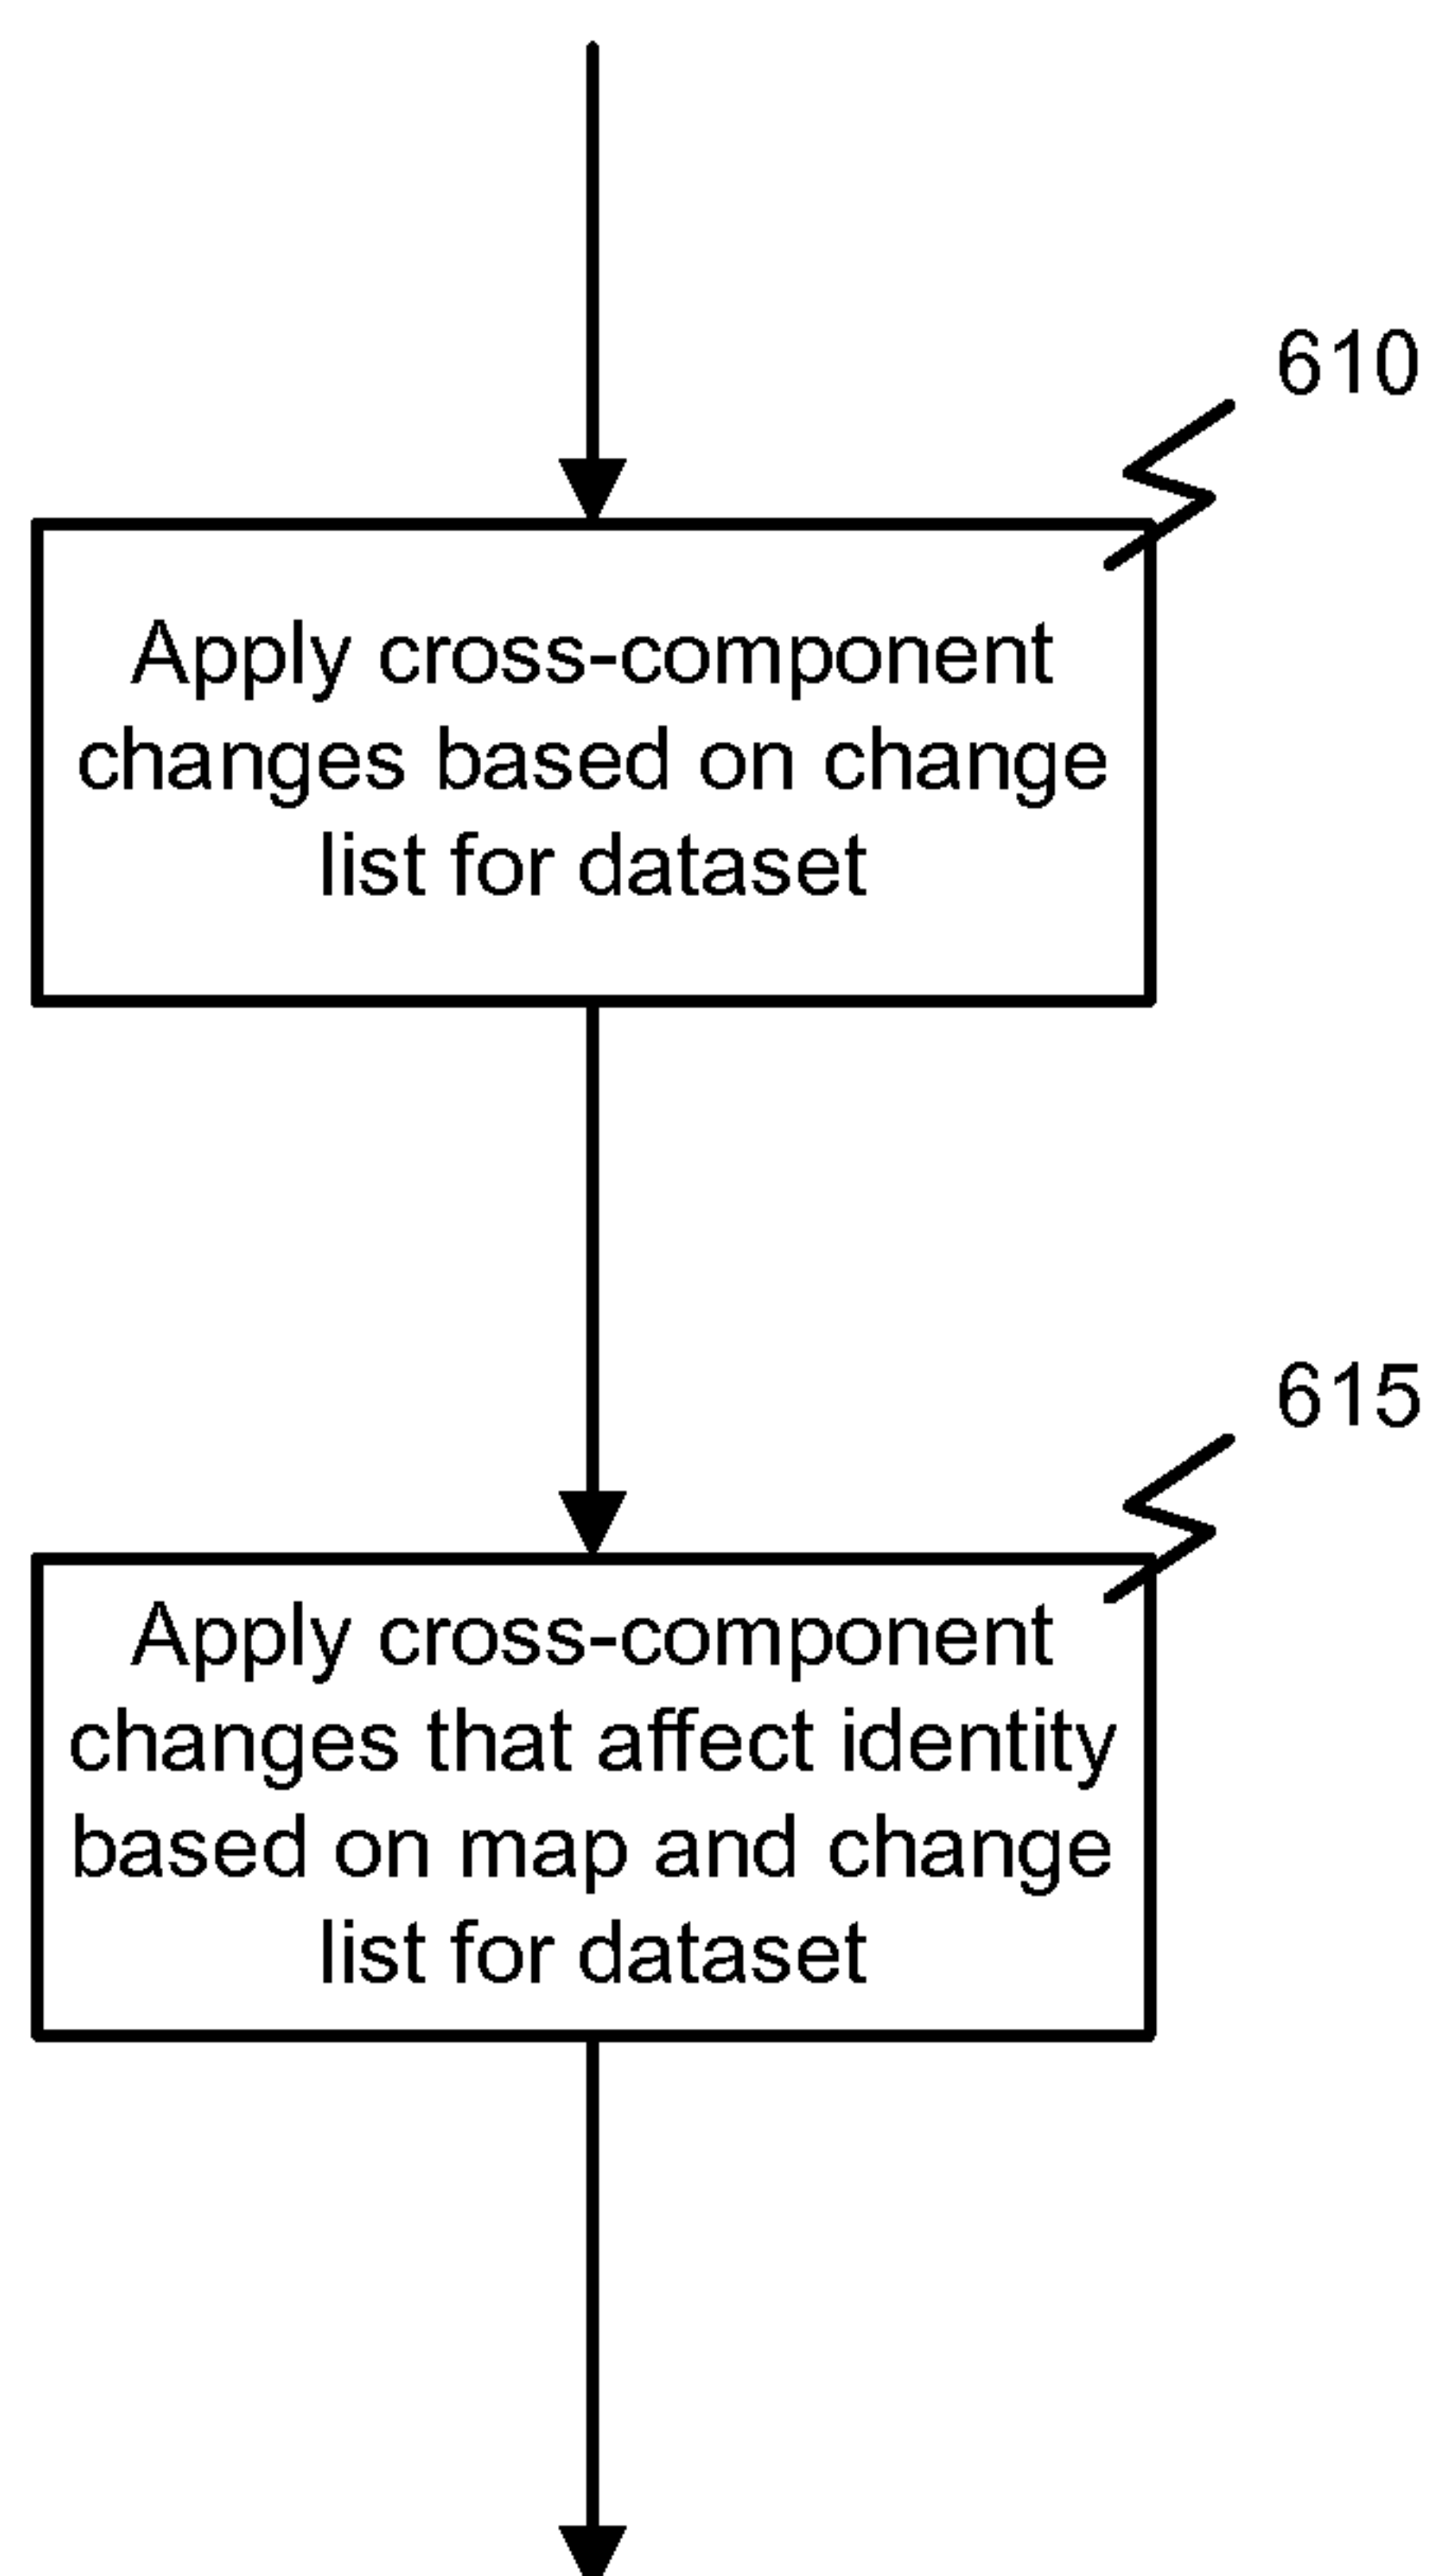 610
Apply cross-component
changes based on change
list for dataset
615
Apply cross-component
changes that affect identity
based on map and change
list for dataset